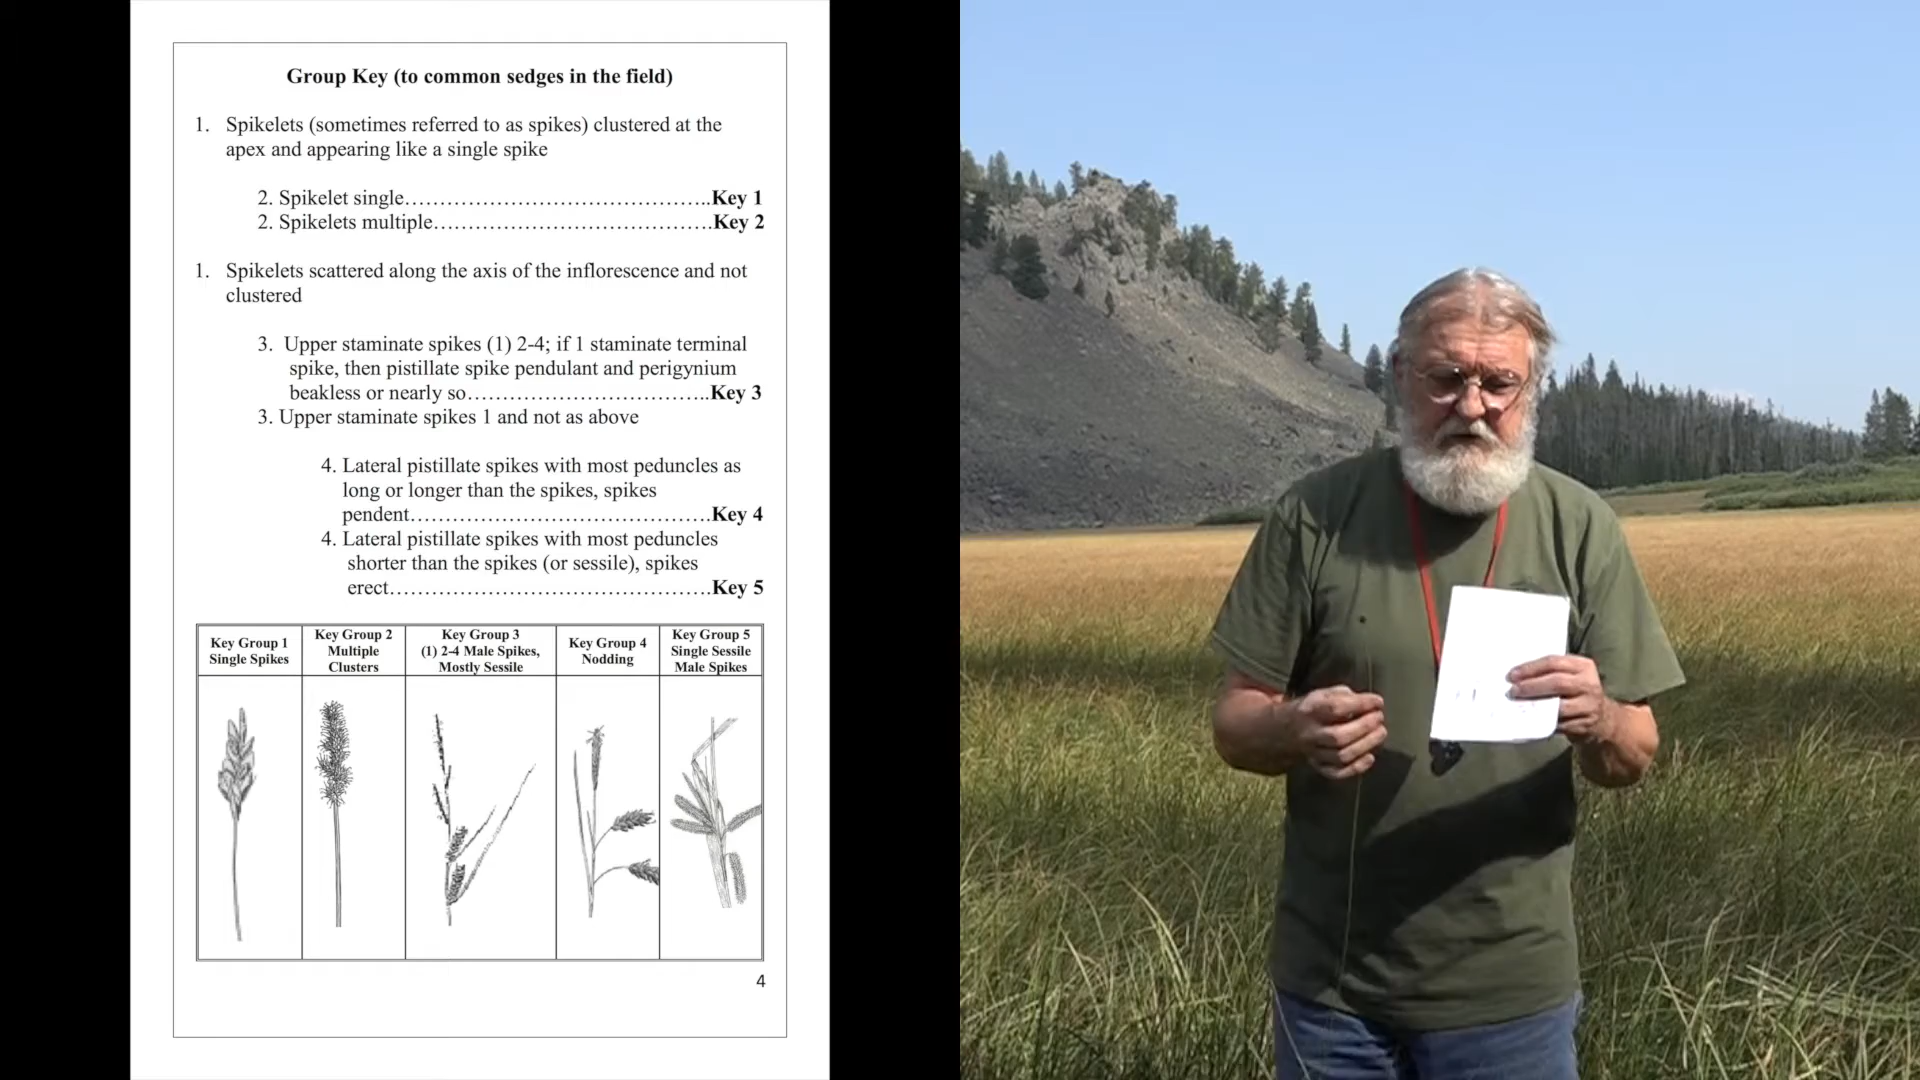 Group Key (to common sedges in the field)
1. Spikelets (sometimes referred to as spikes) clustered at the
apex and appearing like a single spike
2. Spikelet single……………………………………..Key 1
2. Spikelets multiple………………………………….Key 2
1. Spikelets scattered along the axis of the inflorescence and not
clustered
3. Upper staminate spikes (1) 2-4; if 1 staminate terminal
spike, then pistillate spike pendulant and perigynium
beakless or nearly so……………………………..Key 3
3. Upper staminate spikes 1 and not as above
4. Lateral pistillate spikes with most peduncles as
long or longer than the spikes, spikes
pendent……………………………………Key 4
4. Lateral pistillate spikes with most peduncles
shorter than the spikes (or sessile), spikes
erect………………………………………Key 5
Key Group 1
Single Spikes
Key Group 2
Multiple
Clusters
Key Group 3
(1) 2-4 Male Spikes,
Mostly Sessile
Key Group 4
Nodding
Key Group 5
Single Sessile
Male Spikes
4